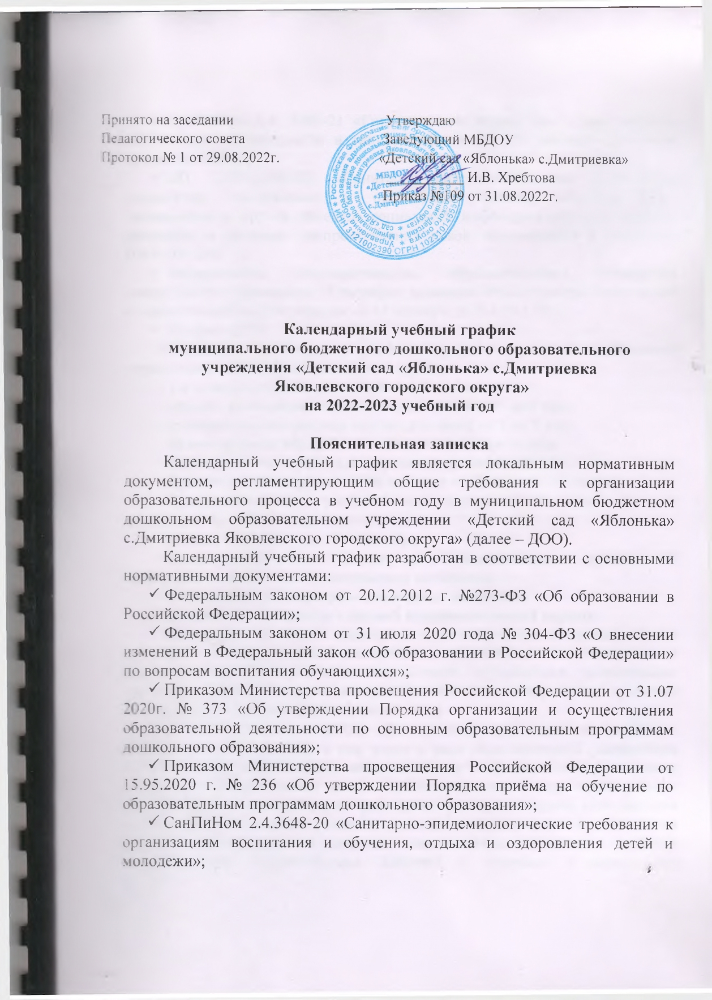 Принято на заседании
Педагогического совета
Протокол № 1 от 29.08.2022г.
Утверждаю
Заведующий МБДОУ
«Детский сад «Яблонька» с.Дмитриевка»
И.В. Хребтова
Приказ №109 от 31.08.2022г.
МБДОУ
«Детский сад
«Яблонька»
с.Дмитриевка»
ИНН 3121002390 ОГРН
Календарный учебный график
муниципального бюджетного дошкольного образовательного
учреждения «Детский сад «Яблонька» с.Дмитриевка
Яковлевского городского округа»
на 2022-2023 учебный год
Пояснительная записка
Календарный учебный график является локальным нормативным
документом, регламентирующим общие требования к организации
образовательного процесса в учебном году в муниципальном бюджетном
дошкольном образовательном учреждении «Детский сад «Яблонька»
с.Дмитриевка Яковлевского городского округа» (далее – ДОО).
Календарный учебный график разработан в соответствии с основными
нормативными документами:
✓ Федеральным законом от 20.12.2012 г. №273-ФЗ «Об образовании в
Российской Федерации»;
✓ Федеральным законом от 31 июля 2020 года № 304-ФЗ «О внесении
изменений в Федеральный закон «Об образовании в Российской Федерации»
по вопросам воспитания обучающихся»;
✓ Приказом Министерства просвещения Российской Федерации от 31.07
2020г. № 373 «Об утверждении Порядка организации и осуществления
образовательной деятельности по основным образовательным программам
дошкольного образования»;
✓ Приказом Министерства просвещения Российской Федерации от
15.95.2020 г. № 236 «Об утверждении Порядка приёма на обучение по
образовательным программам дошкольного образования»;
✓ СанПиНом 2.4.3648-20 «Санитарно-эпидемиологические требования к
организациям воспитания и обучения, отдыха и оздоровления детей и
молодежи»;